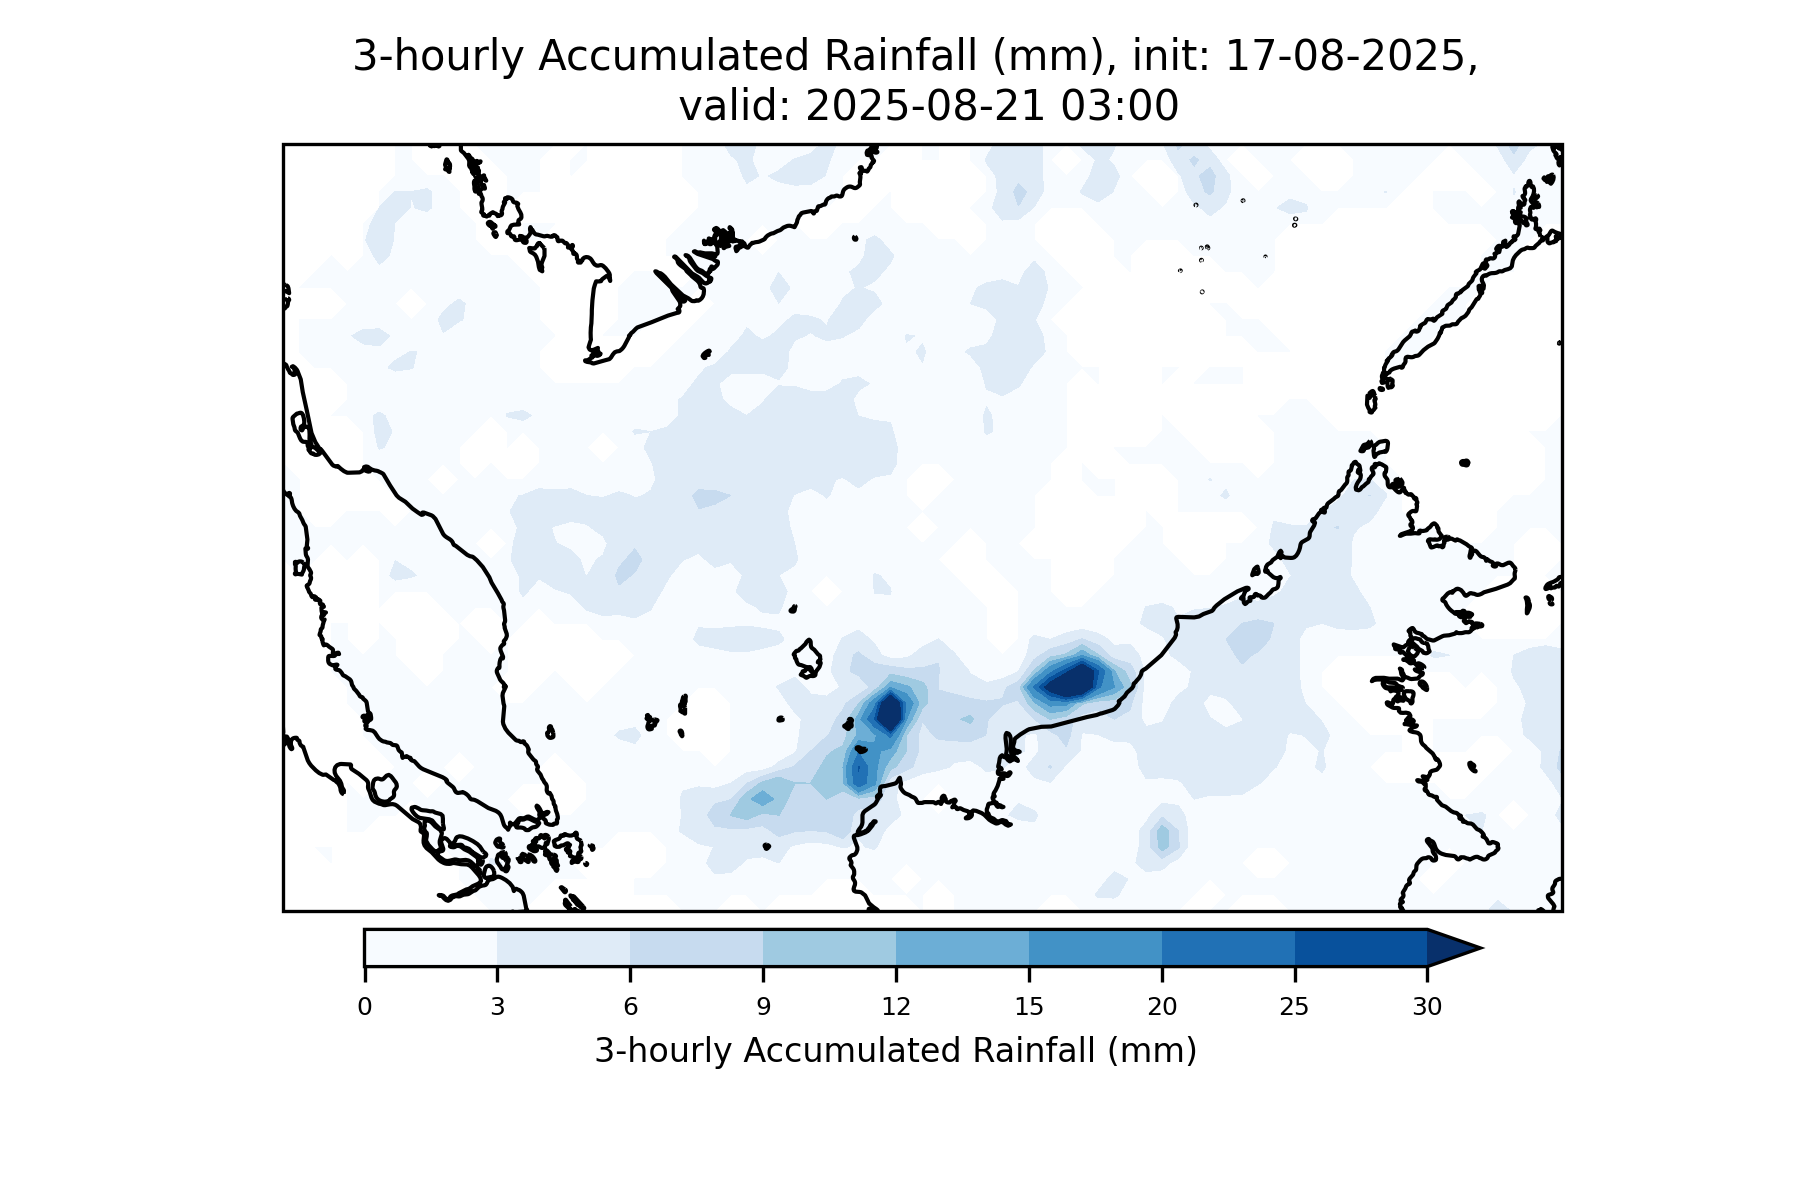 3-hourly Accumulated Rainfall (mm), init: 17-08-2025,
valid: 2025-08-21 03:00
0 3 6 9 12 15 20 25 30
3-hourly Accumulated Rainfall (mm)